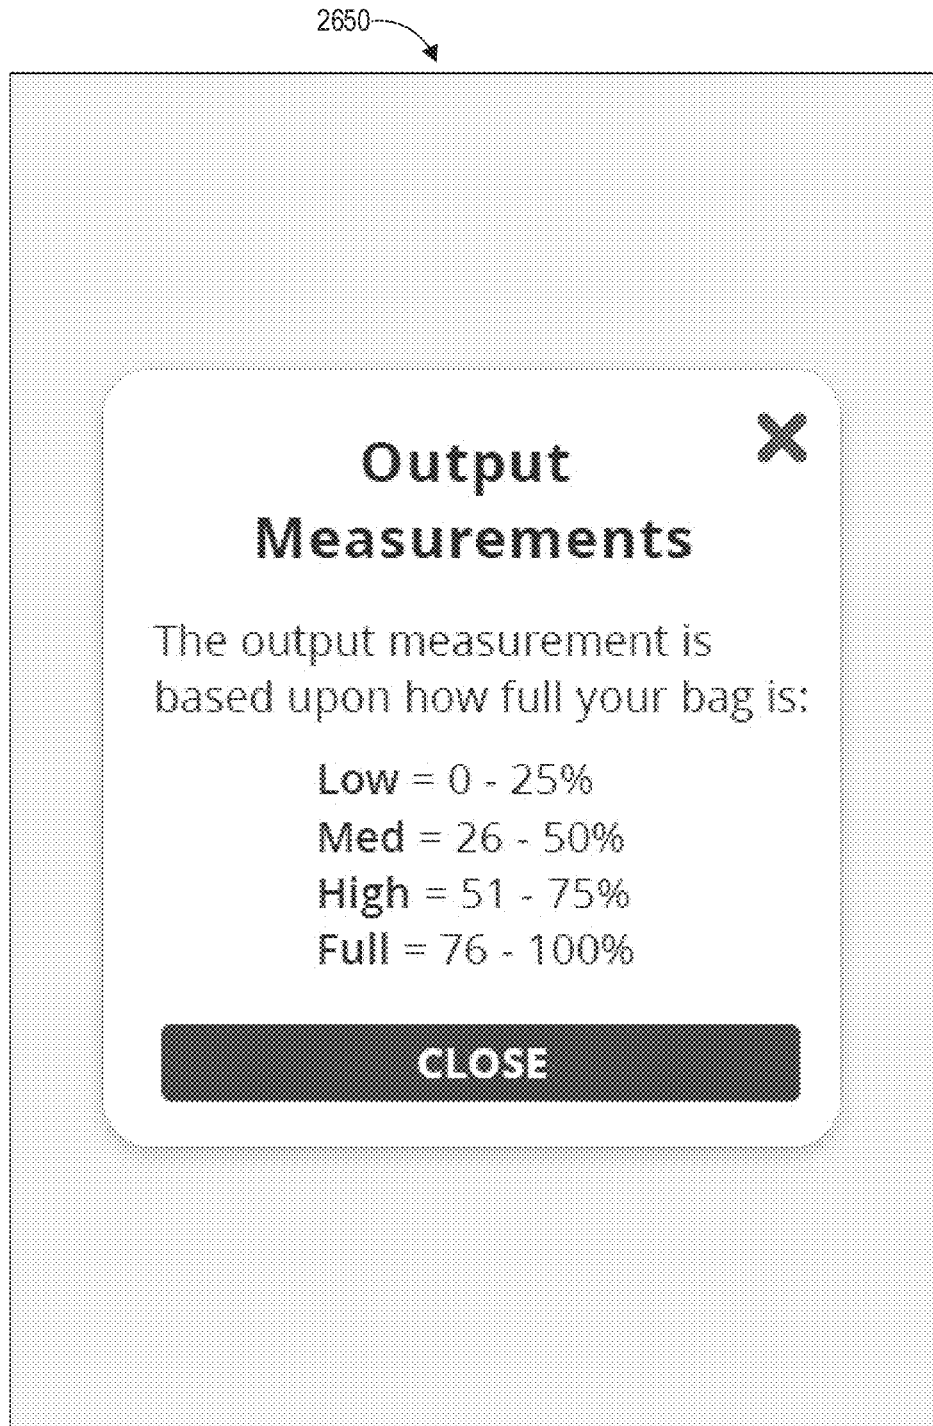 2650
Output
Measurements
The output measurement is
based upon how full your bag is:
Low = 0 - 25%
Med = 26 - 50%
High = 51 - 75%
Full = 76 - 100%
CLOSE